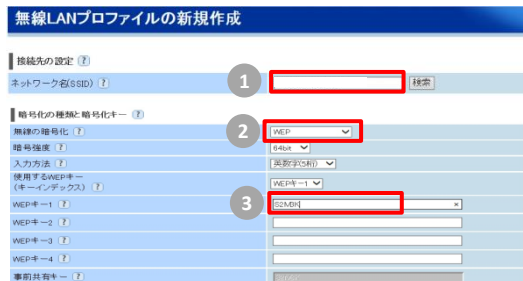 無線LANプロファイルの新規作成
接続先の設定 ?
ネットワーク名(SSID) ? 1 検索
暗号化の種類と暗号化キー ?
無線の暗号化 ? 2 WEP
暗号強度 ? 64bit
入力方法 ? 英数字(5桁)
使用するWEPキー
(キーインデックス) ? WEPキー1
WEPキー1 ? 3 S2MBK ×
WEPキー2 ?
WEPキー3 ?
WEPキー4 ?
事前共有キー ?